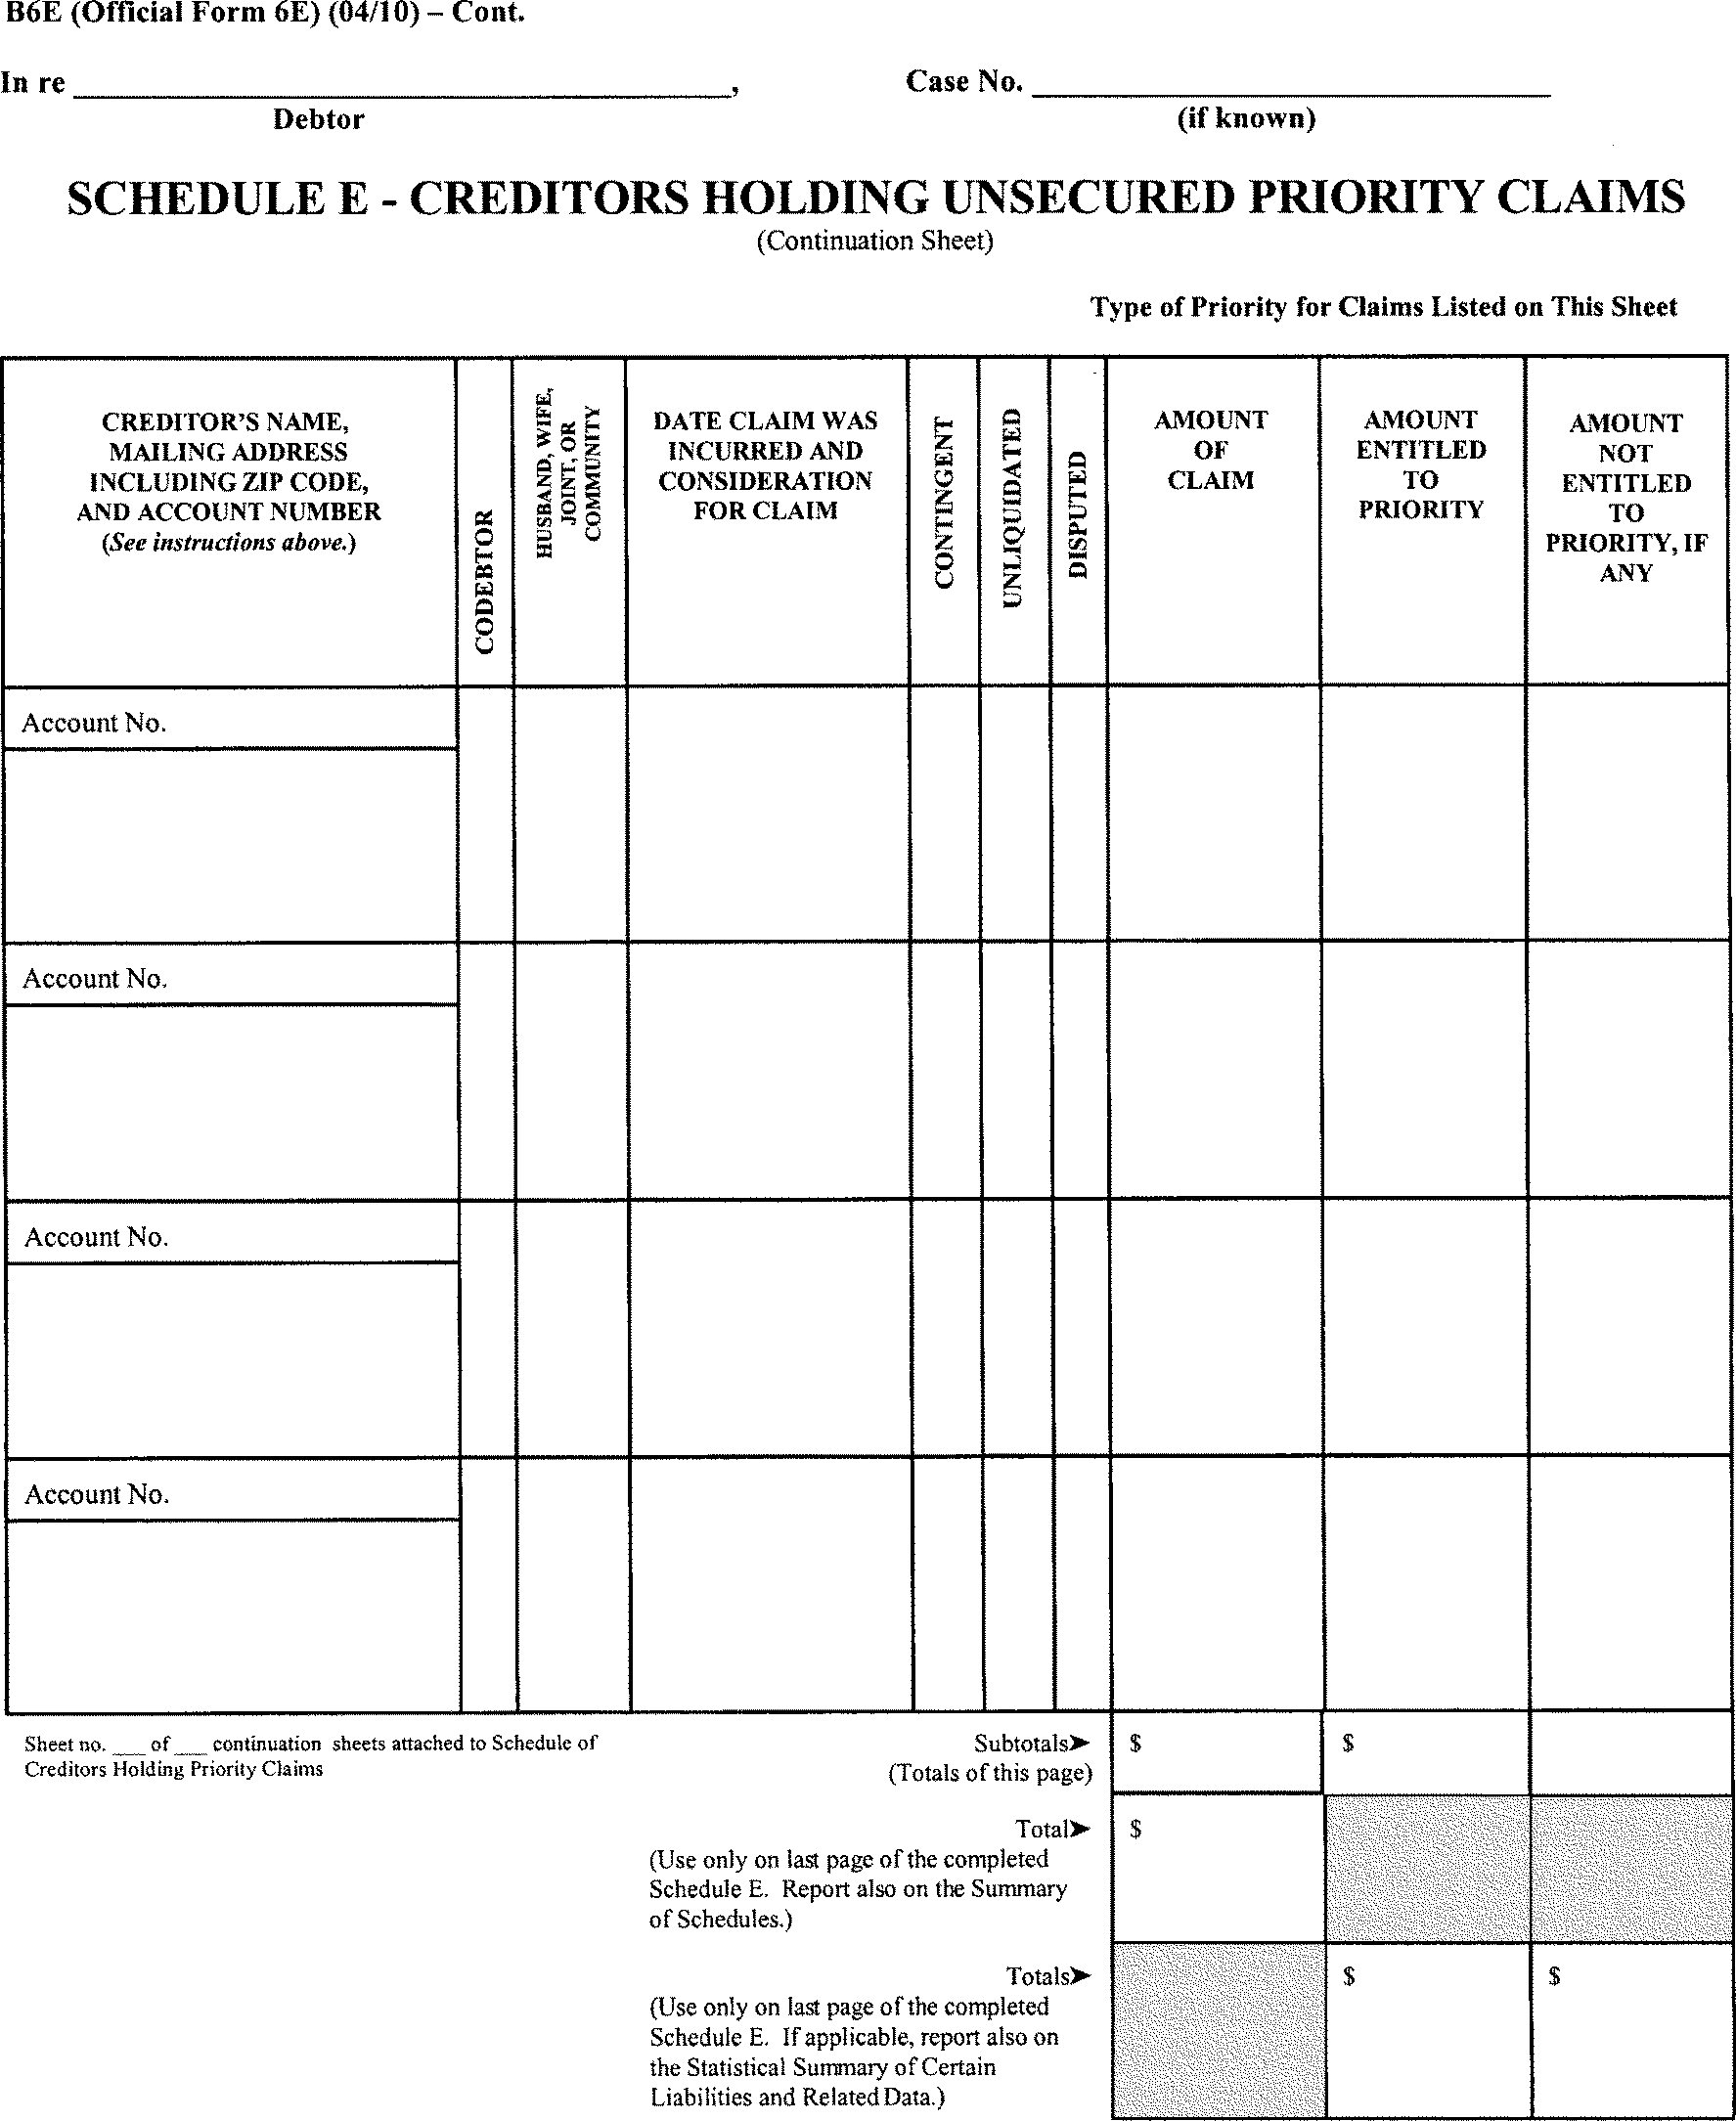 B6E (Official Form 6E) (04/10) – Cont.
In re ______________________________,
Debtor
Case No. ______________________________
(if known)
SCHEDULE E - CREDITORS HOLDING UNSECURED PRIORITY CLAIMS
(Continuation Sheet)
Type of Priority for Claims Listed on This Sheet
CREDITOR'S NAME,
MAILING ADDRESS
INCLUDING ZIP CODE,
AND ACCOUNT NUMBER
(See instructions above.)
CODEBTOR
HUSBAND, WIFE,
JOINT, OR
COMMUNITY
DATE CLAIM WAS
INCURRED AND
CONSIDERATION
FOR CLAIM
CONTINGENT
UNLIQUIDATED
DISPUTED
AMOUNT
OF
CLAIM
AMOUNT
ENTITLED
TO
PRIORITY
AMOUNT
NOT
ENTITLED
TO
PRIORITY, IF
ANY
Account No.
Account No.
Account No.
Account No.
Sheet no. ___ of ___ continuation sheets attached to Schedule of
Creditors Holding Priority Claims
Subtotals➤
(Totals of this page)
$
$
Total➤
(Use only on last page of the completed
Schedule E. Report also on the Summary
of Schedules.)
$
Totals➤
(Use only on last page of the completed
Schedule E. If applicable, report also on
the Statistical Summary of Certain
Liabilities and Related Data.)
$
$